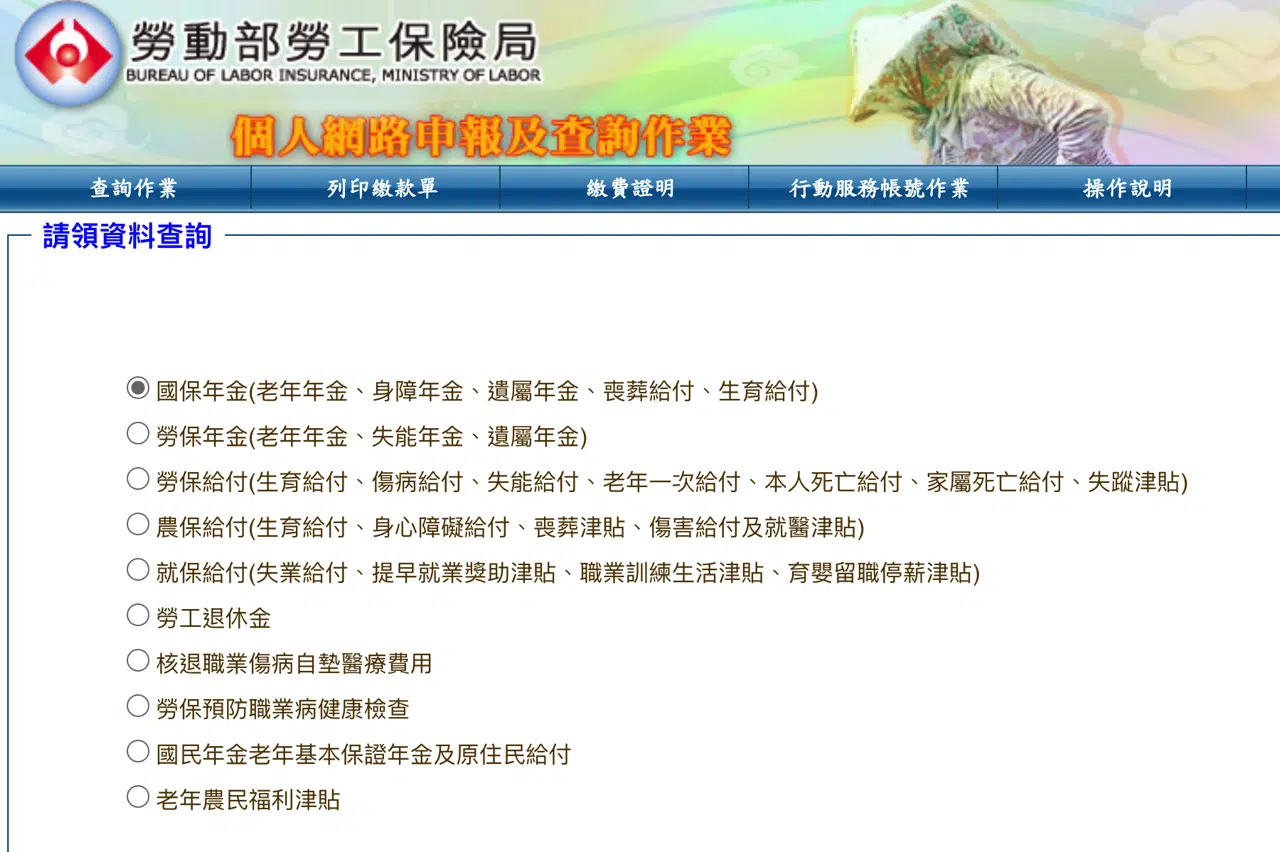 勞動部勞工保險局
BUREAU OF LABOR INSURANCE, MINISTRY OF LABOR
個人網路申報及查詢作業
查詢作業 列印繳款單 繳費證明 行動服務帳號作業 操作說明
請領資料查詢
國保年金(老年年金、身障年金、遺屬年金、喪葬給付、生育給付)
勞保年金(老年年金、失能年金、遺屬年金)
勞保給付(生育給付、傷病給付、失能給付、老年一次給付、本人死亡給付、家屬死亡給付、失蹤津貼)
農保給付(生育給付、身心障礙給付、喪葬津貼、傷害給付及就醫津貼)
就保給付(失業給付、提早就業獎助津貼、職業訓練生活津貼、育嬰留職停薪津貼)
勞工退休金
核退職業傷病自墊醫療費用
勞保預防職業病健康檢查
國民年金老年基本保證年金及原住民給付
老年農民福利津貼